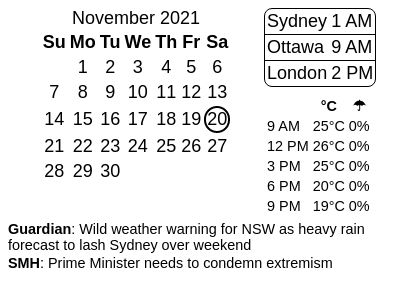 November 2021
Su Mo Tu We Th Fr Sa
1 2 3 4 5 6
7 8 9 10 11 12 13
14 15 16 17 18 19 20
21 22 23 24 25 26 27
28 29 30
Sydney 1 AM
Ottawa 9 AM
London 2 PM
°C ☂
9 AM 25°C 0%
12 PM 26°C 0%
3 PM 25°C 0%
6 PM 20°C 0%
9 PM 19°C 0%
Guardian: Wild weather warning for NSW as heavy rain
forecast to lash Sydney over weekend
SMH: Prime Minister needs to condemn extremism